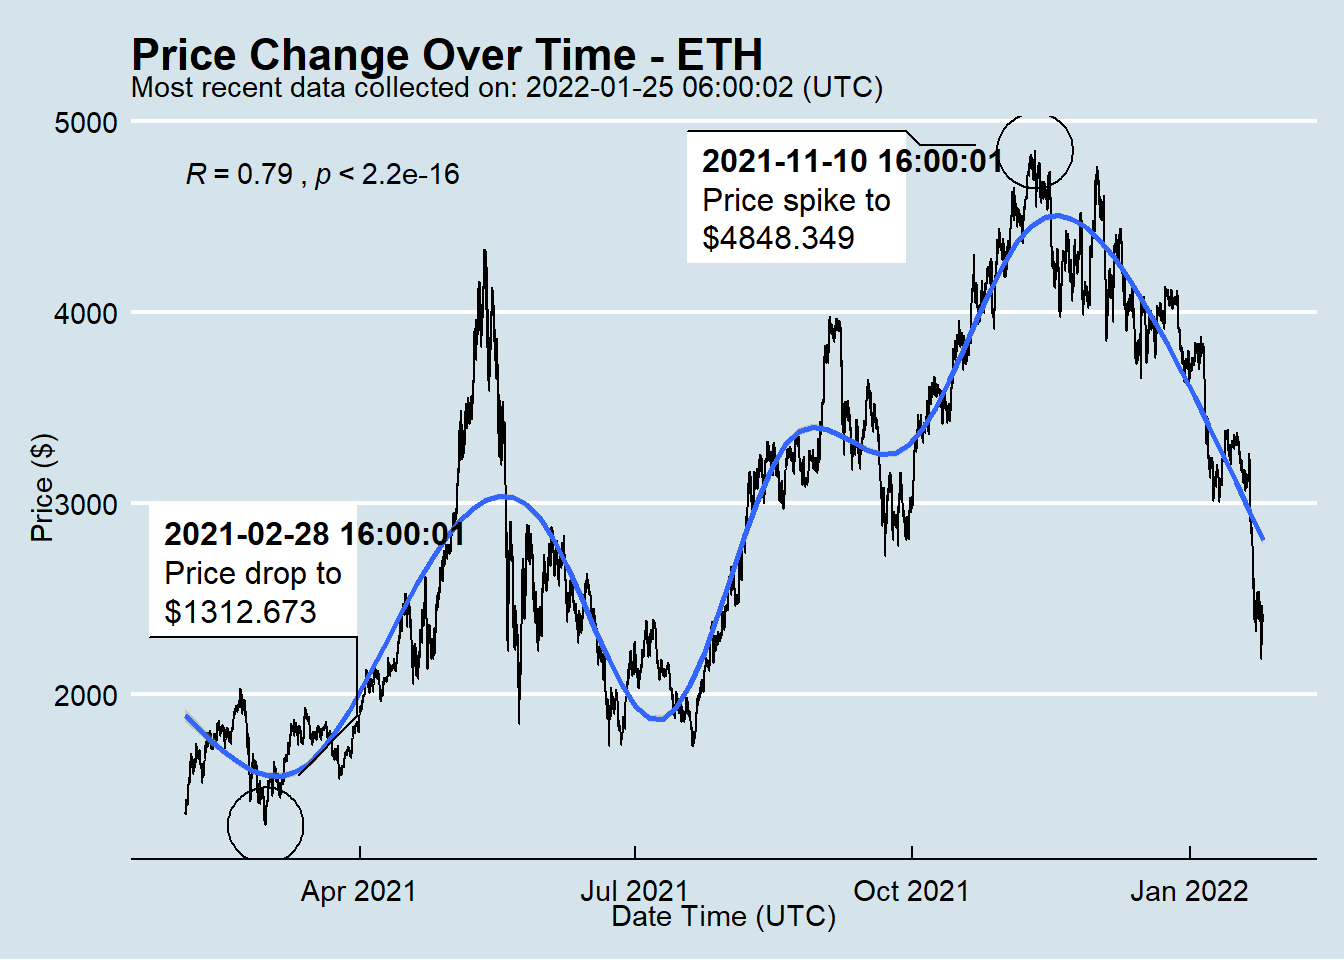 Price Change Over Time - ETH
Most recent data collected on: 2022-01-25 06:00:02 (UTC)
5000
R = 0.79 , p < 2.2e-16
2021-11-10 16:00:01
Price spike to
$4848.349
4000
Price ($)
3000
2021-02-28 16:00:01
Price drop to
$1312.673
2000
Apr 2021 Jul 2021 Oct 2021 Jan 2022
Date Time (UTC)